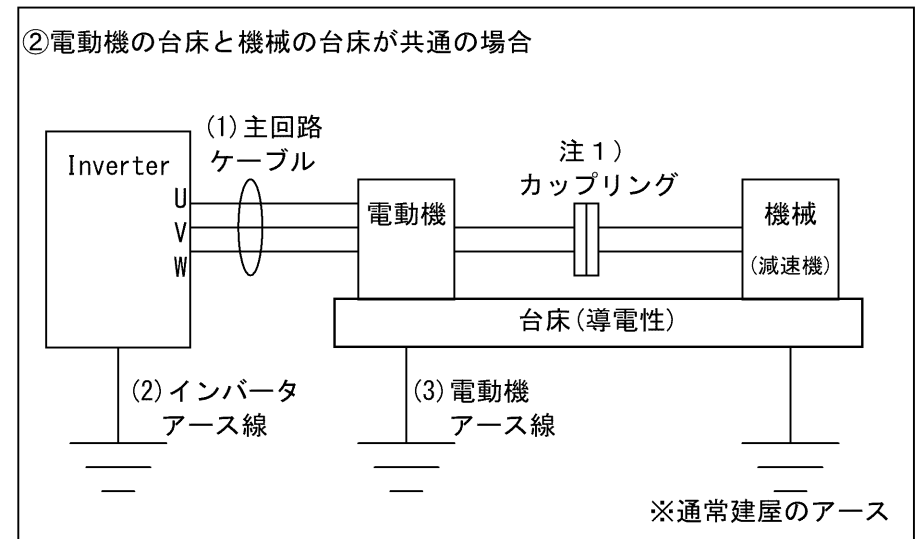 ②電動機の台床と機械の台床が共通の場合
(1)主回路
ケーブル
Inverter
U
V
W
電動機
注１）
カップリング
機械
(減速機)
台床(導電性)
(2)インバータ
アース線
(3)電動機
アース線
※通常建屋のアース